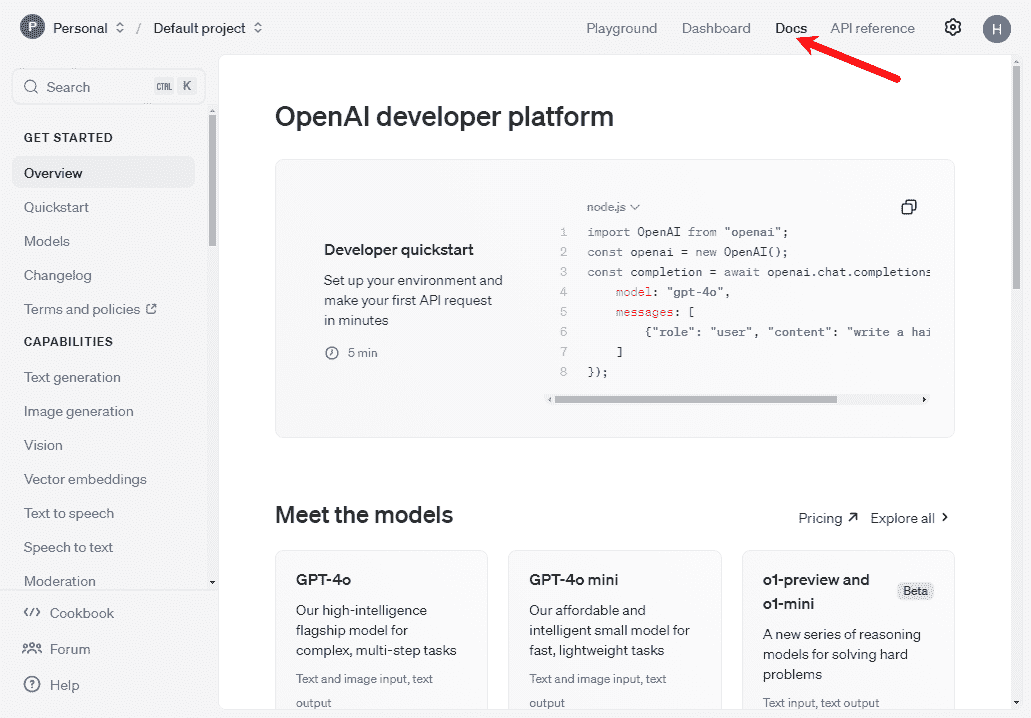 P Personal / Default project
Playground Dashboard Docs API reference H
Search CTRL K
GET STARTED
Overview
Quickstart
Models
Changelog
Terms and policies
CAPABILITIES
Text generation
Image generation
Vision
Vector embeddings
Text to speech
Speech to text
Moderation
Cookbook
Forum
Help
OpenAI developer platform
Developer quickstart
Set up your environment and
make your first API request
in minutes
5 min
node.js
1 import OpenAI from "openai";
2 const openai = new OpenAI();
3 const completion = await openai.chat.completions
4 model: "gpt-4o",
5 messages: [
6 {"role": "user", "content": "write a hai
7 ]
8 });
Meet the models
Pricing Explore all
GPT-4o
Our high-intelligence
flagship model for
complex, multi-step tasks
Text and image input, text
output
GPT-4o mini
Our affordable and
intelligent small model for
fast, lightweight tasks
Text and image input, text
output
o1-preview and
o1-mini
Beta
A new series of reasoning
models for solving hard
problems
Text input, text output